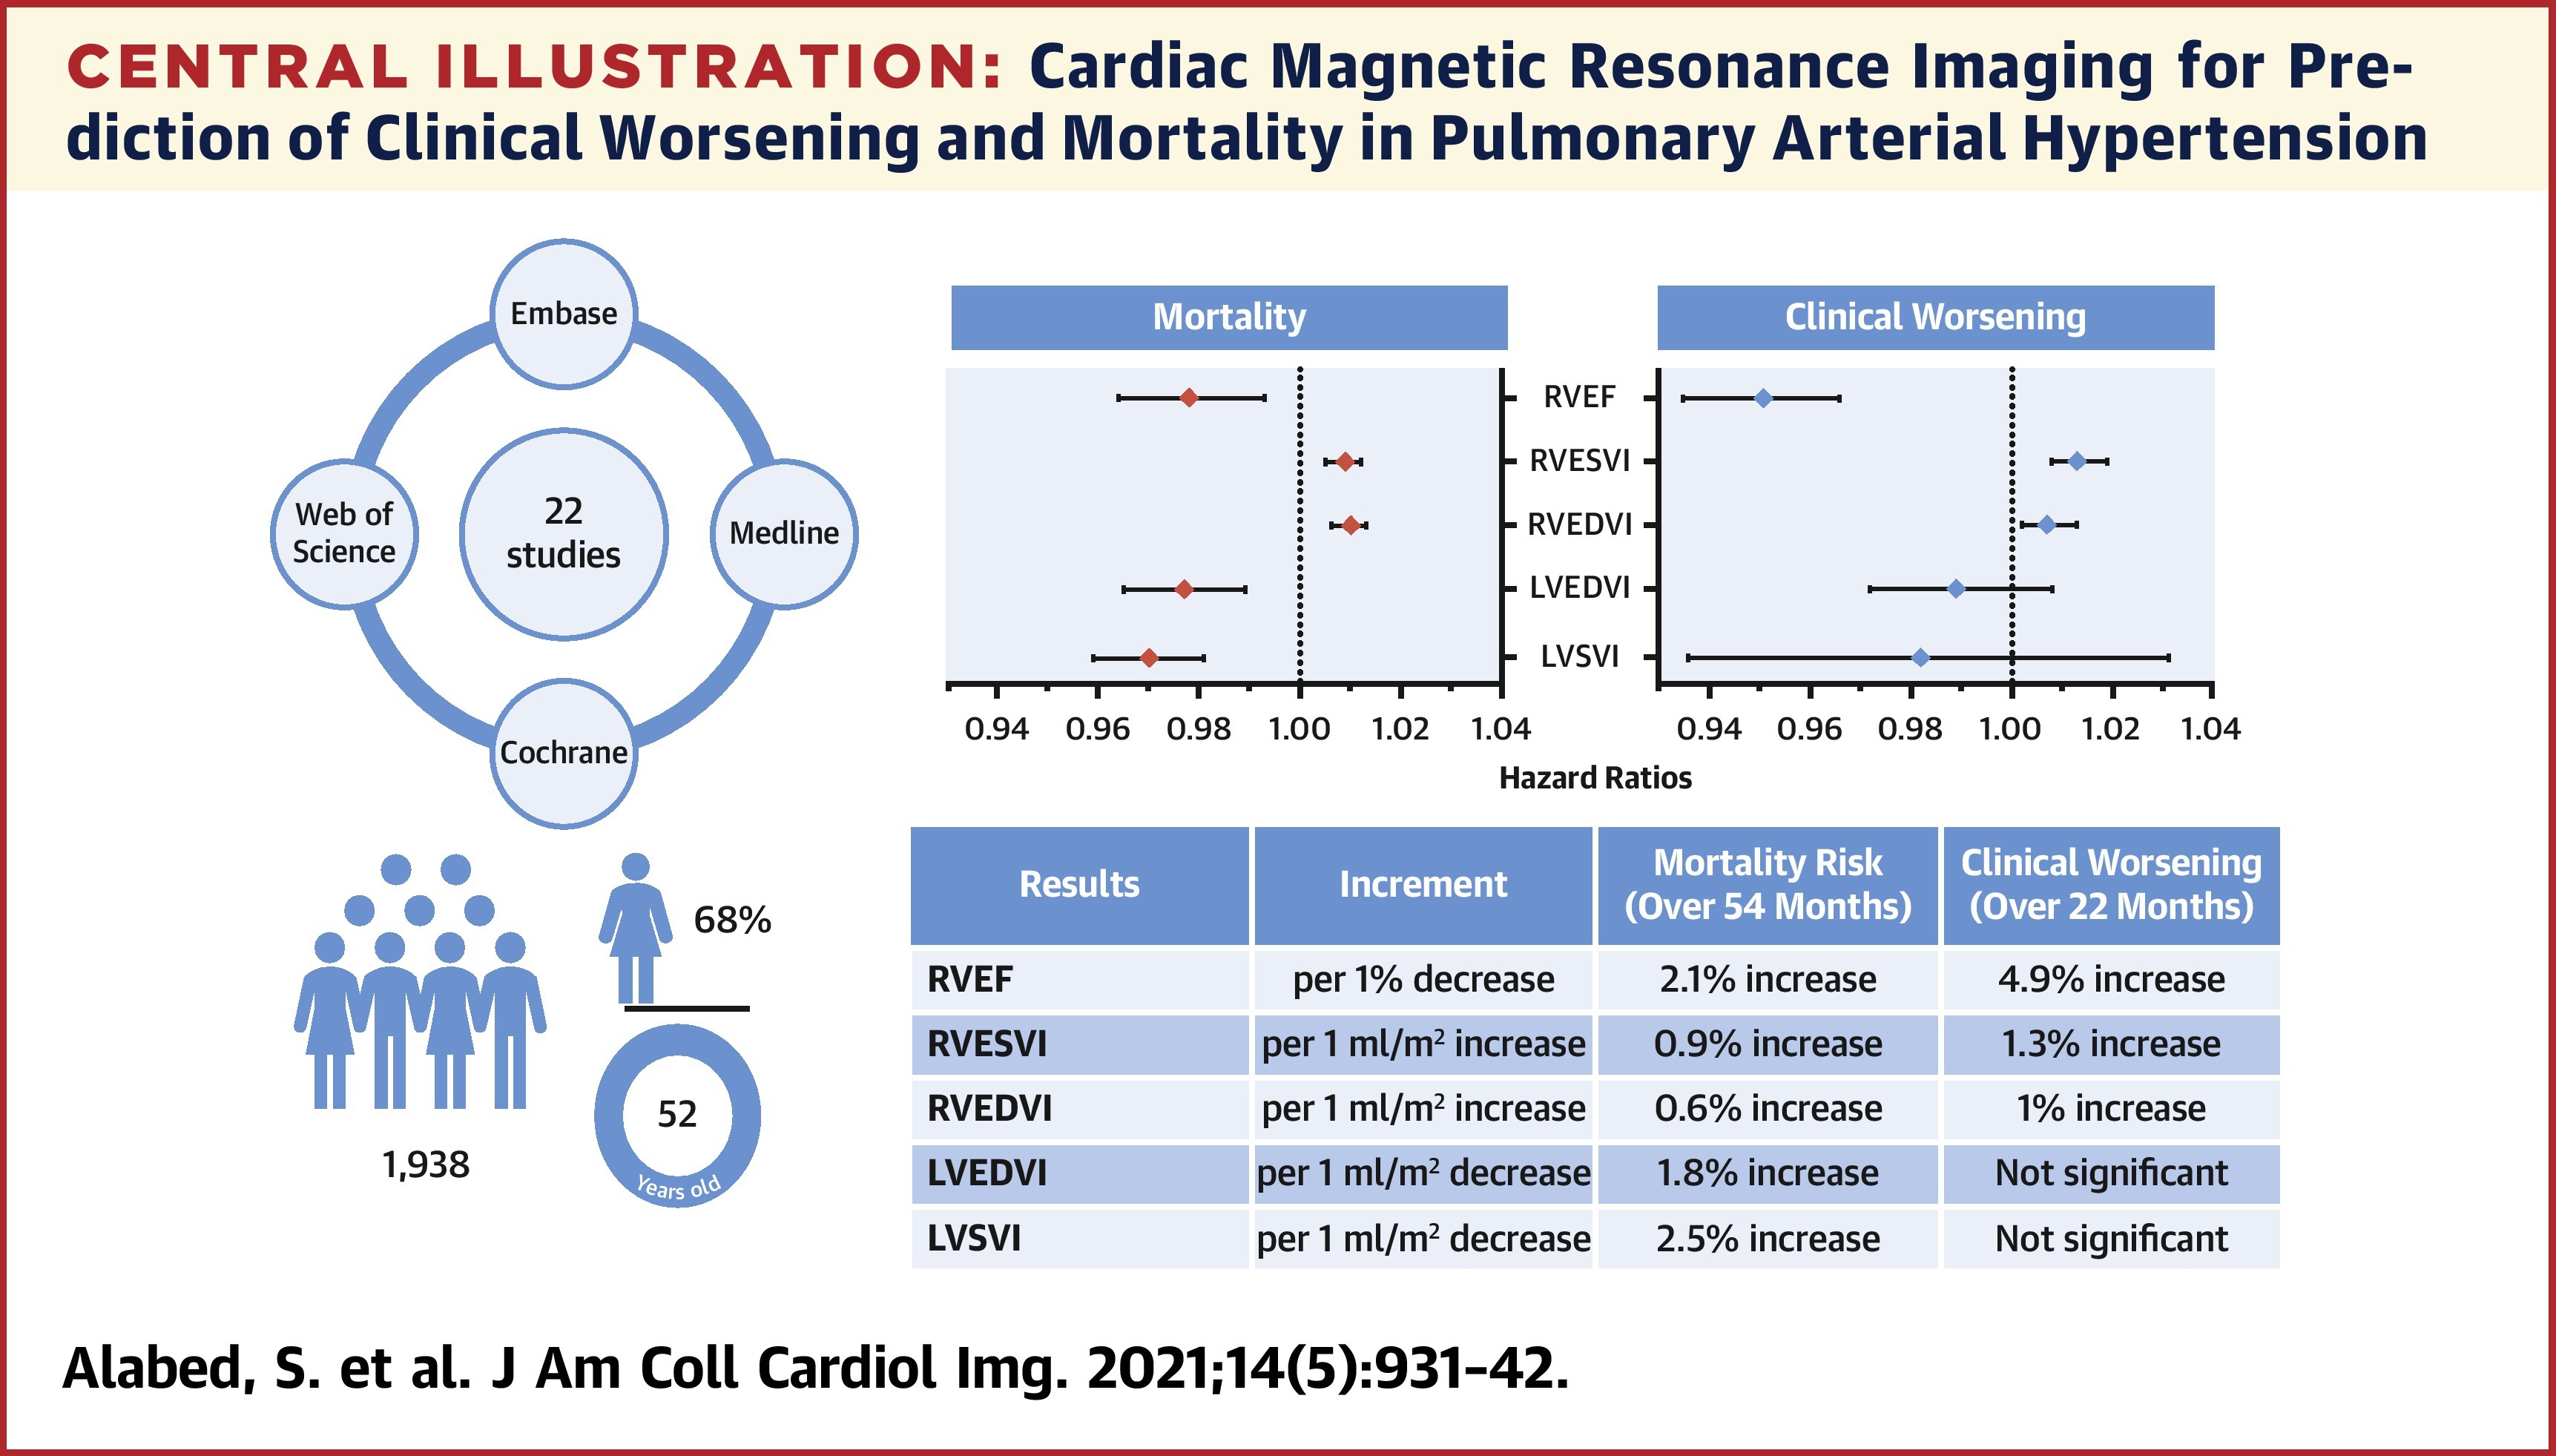 CENTRAL ILLUSTRATION: Cardiac Magnetic Resonance Imaging for Pre-
diction of Clinical Worsening and Mortality in Pulmonary Arterial Hypertension
Embase
Web of
Science
22
studies
Medline
Cochrane
1,938
68%
52
Years old
Mortality
Clinical Worsening
RVEF
RVESVI
RVEDVI
LVEDVI
LVSVI
0.94 0.96 0.98 1.00 1.02 1.04
0.94 0.96 0.98 1.00 1.02 1.04
Hazard Ratios
Results
Increment
Mortality Risk
(Over 54 Months)
Clinical Worsening
(Over 22 Months)
RVEF per 1% decrease 2.1% increase 4.9% increase
RVESVI per 1 ml/m² increase 0.9% increase 1.3% increase
RVEDVI per 1 ml/m² increase 0.6% increase 1% increase
LVEDVI per 1 ml/m² decrease 1.8% increase Not significant
LVSVI per 1 ml/m² decrease 2.5% increase Not significant
Alabed, S. et al. J Am Coll Cardiol Img. 2021;14(5):931–42.